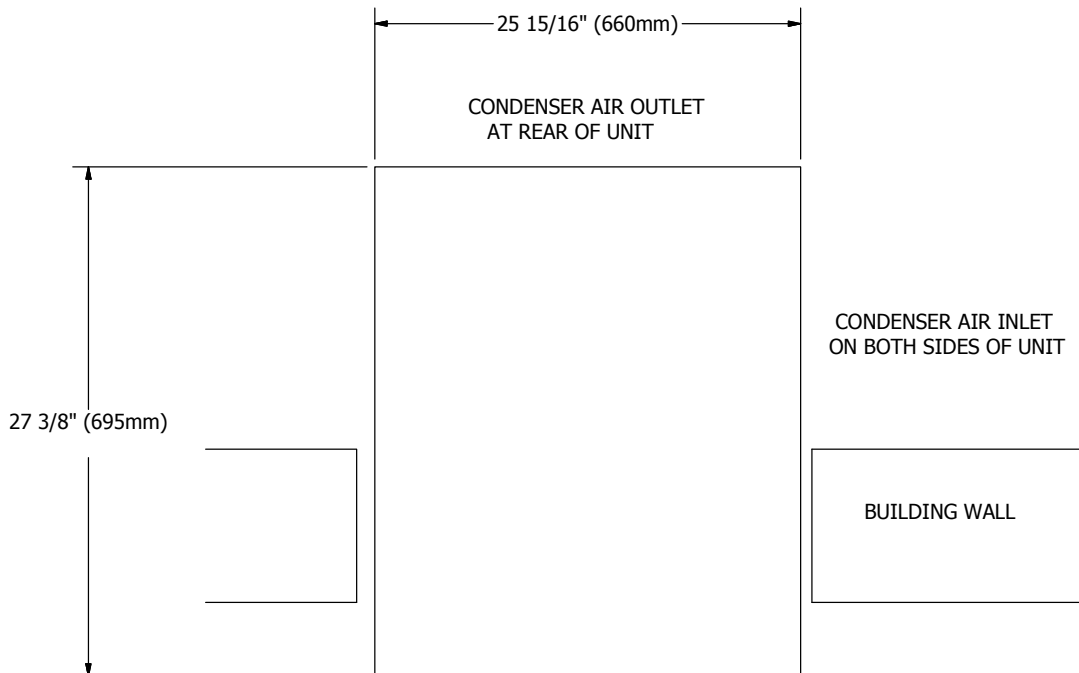 25 15/16" (660mm)
CONDENSER AIR OUTLET
AT REAR OF UNIT
CONDENSER AIR INLET
ON BOTH SIDES OF UNIT
27 3/8" (695mm)
BUILDING WALL